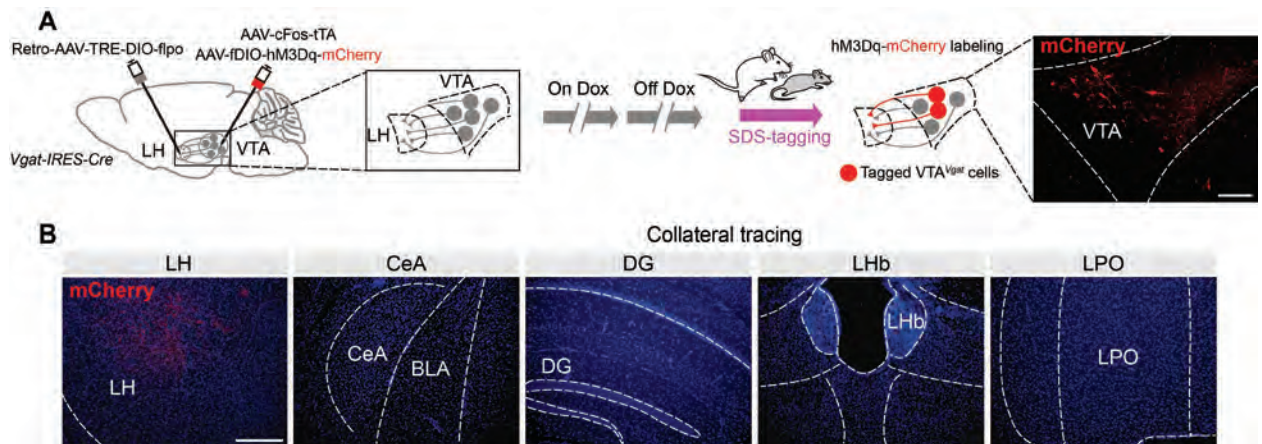 A
Retro-AAV-TRE-DIO-flpo
AAV-cFos-tTA
AAV-fDIO-hM3Dq-mCherry
LH
VTA
Vgat-IRES-Cre
VTA
LH
On Dox
Off Dox
SDS-tagging
hM3Dq-mCherry labeling
Tagged VTAVgat cells
mCherry
VTA
B
Collateral tracing
LH
CeA
DG
LHb
LPO
mCherry
LH
CeA
BLA
DG
LHb
LPO